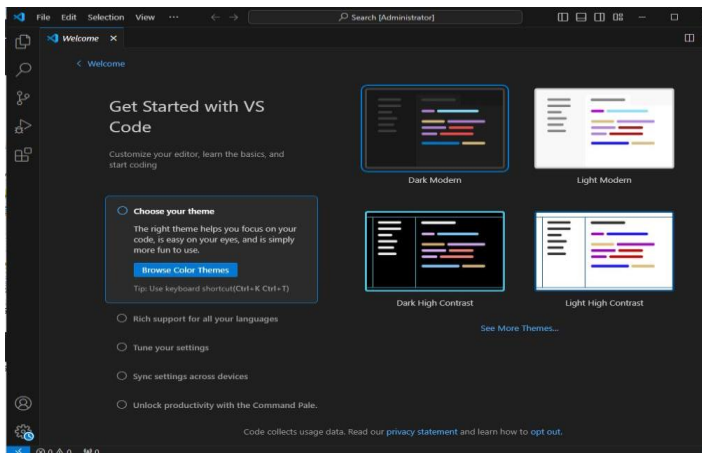 File Edit Selection View ···
Search [Administrator]
Welcome
< Welcome
Get Started with VS
Code
Customize your editor, learn the basics, and
start coding
Choose your theme
The right theme helps you focus on your
code, is easy on your eyes, and is simply
more fun to use.
Browse Color Themes
Tip: Use keyboard shortcut(Ctrl+K Ctrl+T)
Rich support for all your languages
Tune your settings
Sync settings across devices
Unlock productivity with the Command Pale.
Dark Modern
Light Modern
Dark High Contrast
Light High Contrast
See More Themes...
Code collects usage data. Read our privacy statement and learn how to opt out.
0 0 0